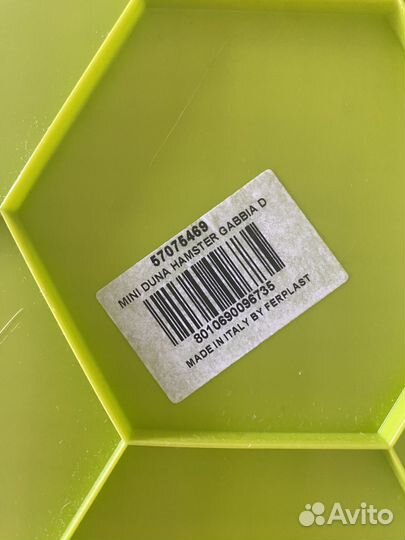 57075469
MINI DUNA HAMSTER GABBIA D
8010690096735
MADE IN ITALY BY FERPLAST
Avito